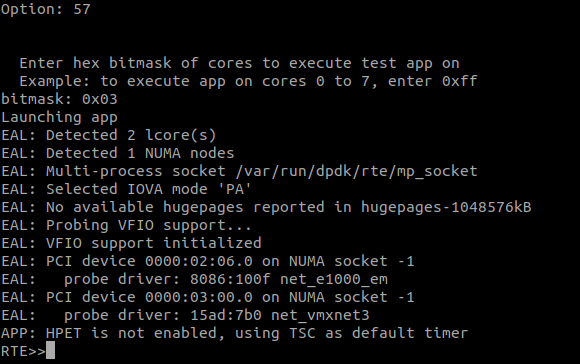 Option: 57
Enter hex bitmask of cores to execute test app on
Example: to execute app on cores 0 to 7, enter 0xff
bitmask: 0x03
Launching app
EAL: Detected 2 lcore(s)
EAL: Detected 1 NUMA nodes
EAL: Multi-process socket /var/run/dpdk/rte/mp_socket
EAL: Selected IOVA mode 'PA'
EAL: No available hugepages reported in hugepages-1048576kB
EAL: Probing VFIO support...
EAL: VFIO support initialized
EAL: PCI device 0000:02:06.0 on NUMA socket -1
EAL:   probe driver: 8086:100f net_e1000_em
EAL: PCI device 0000:03:00.0 on NUMA socket -1
EAL:   probe driver: 15ad:7b0 net_vmxnet3
APP: HPET is not enabled, using TSC as default timer
RTE>>